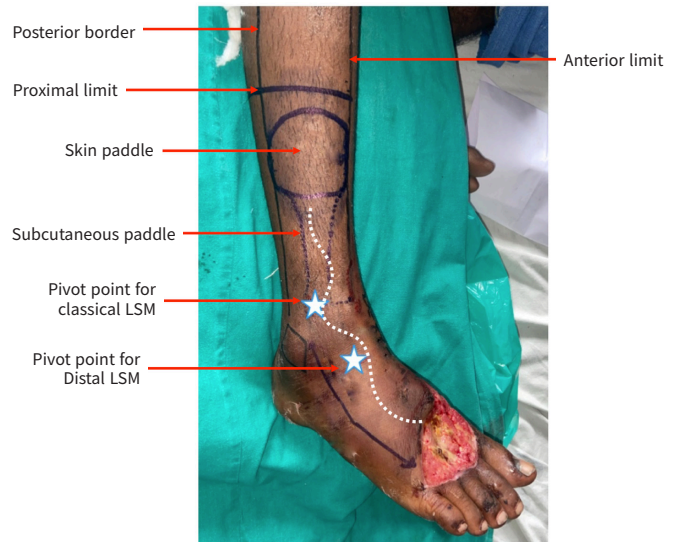 Posterior border
Anterior limit
Proximal limit
Skin paddle
Subcutaneous paddle
Pivot point for
classical LSM
Pivot point for
Distal LSM